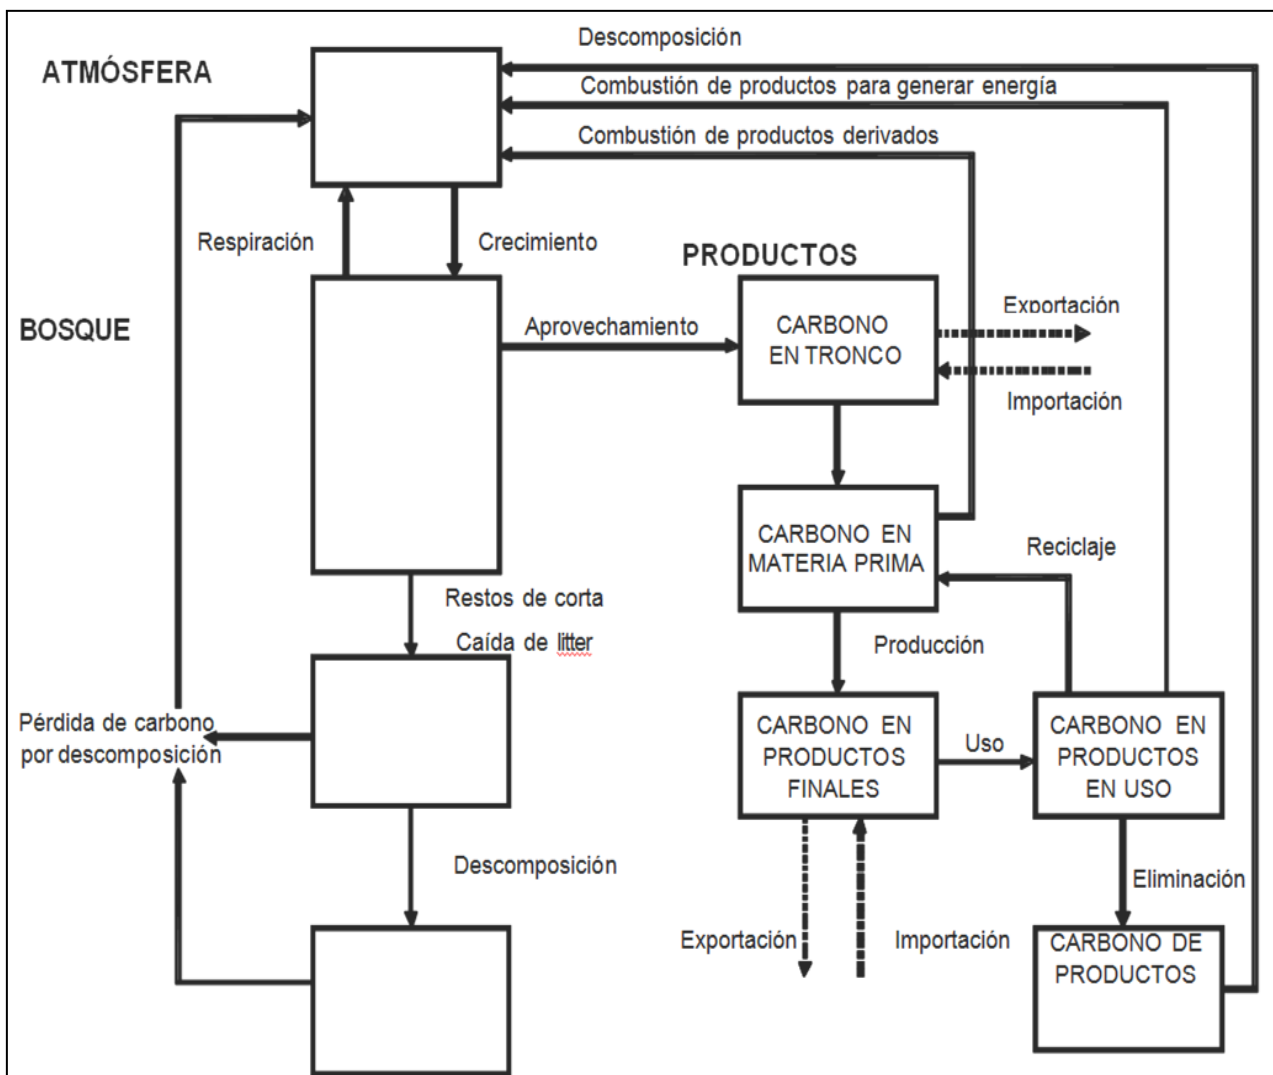 Descomposición
ATMÓSFERA
Combustión de productos para generar energía
Combustión de productos derivados
Respiración
Crecimiento
PRODUCTOS
BOSQUE
Aprovechamiento
CARBONO
EN TRONCO
Exportación
Importación
CARBONO EN
MATERIA PRIMA
Reciclaje
Restos de corta
Caída de litter
Producción
Pérdida de carbono
por descomposición
CARBONO EN
PRODUCTOS
FINALES
Uso
CARBONO EN
PRODUCTOS
EN USO
Descomposición
Eliminación
Exportación
Importación
CARBONO DE
PRODUCTOS